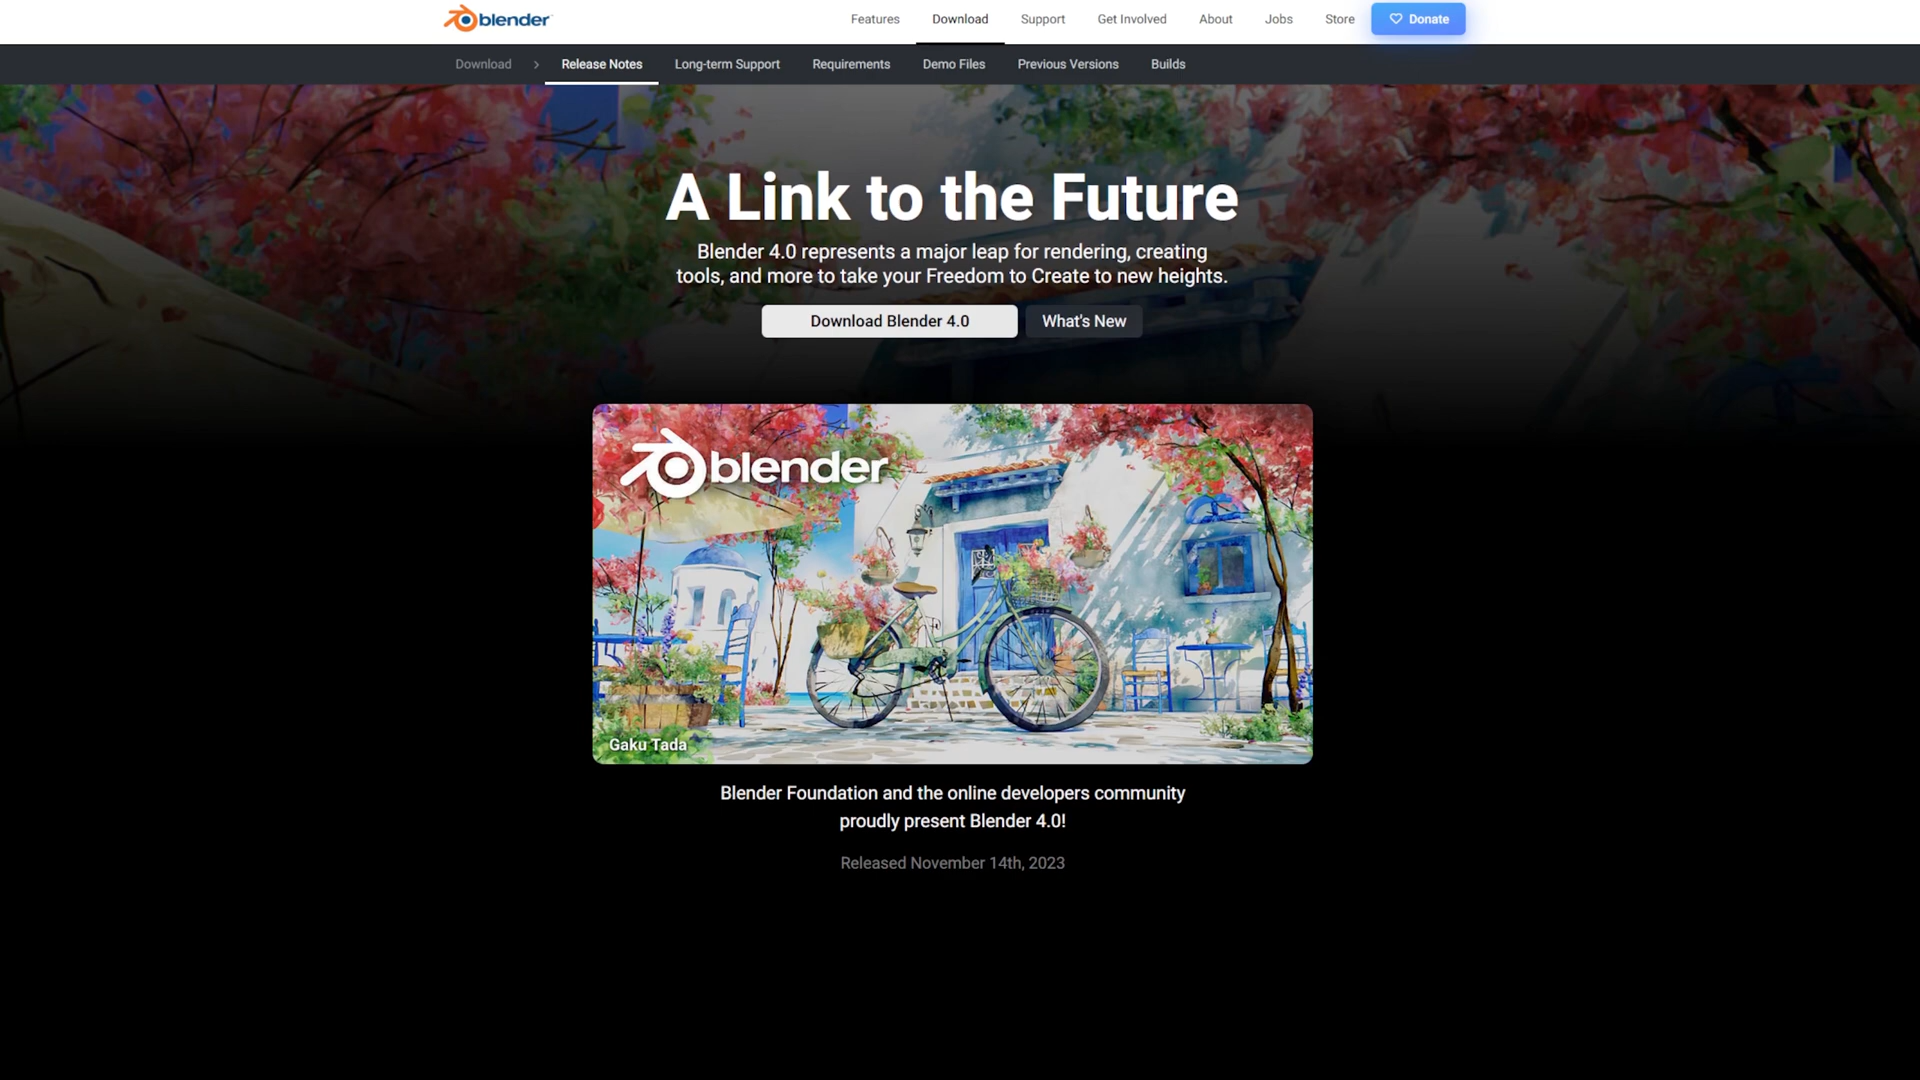 blender
Features
Download
Support
Get Involved
About
Jobs
Store
Donate
Download
Release Notes
Long-term Support
Requirements
Demo Files
Previous Versions
Builds
A Link to the Future
Blender 4.0 represents a major leap for rendering, creating
tools, and more to take your Freedom to Create to new heights.
Download Blender 4.0
What's New
blender
Gaku Tada
Blender Foundation and the online developers community
proudly present Blender 4.0!
Released November 14th, 2023